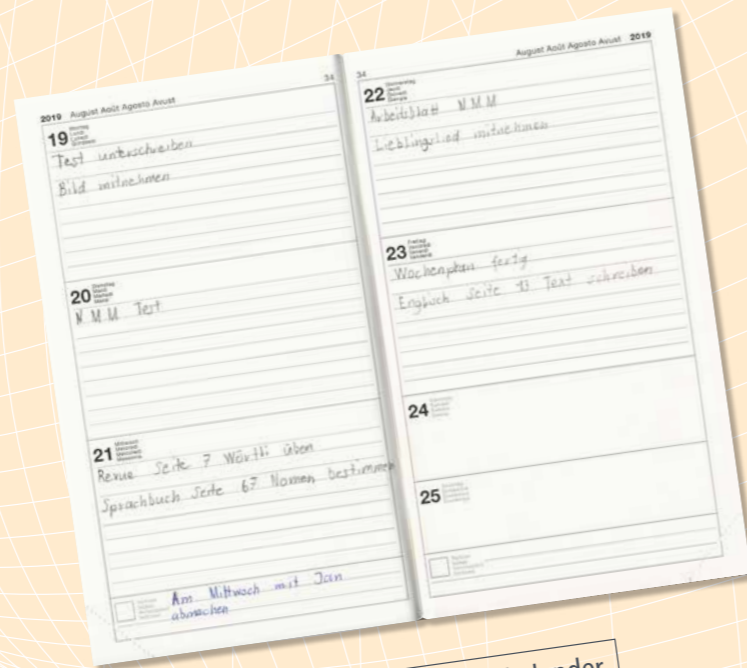 2019 August Août Agosto Avust
34
19
Test unterschreiben
Bild mitnehmen
20
N M M Test
21
Revue Seite 7 Wörtli üben
Sprachbuch Seite 67 Nomen bestimmen
Am Mittwoch mit Jan
abmachen
34
August Août Agosto Avust 2019
22
Arbeitsblatt N M M
Lieblingslied mitnehmen
23
Wochenplan fertig
Englisch Seite 13 Text schreiben
24
25